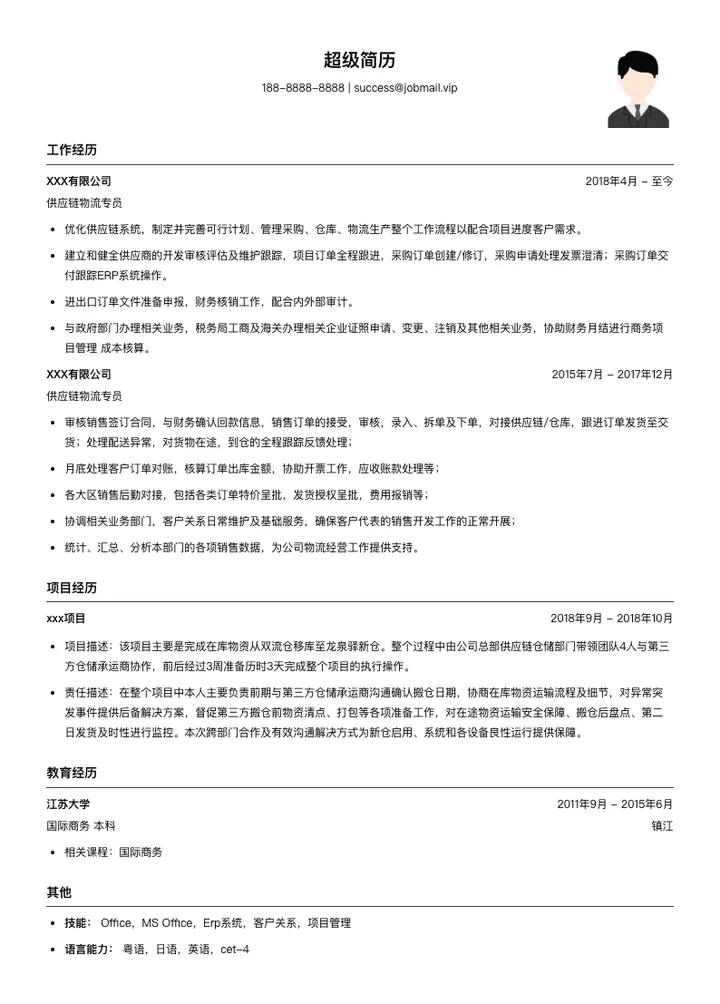 超级简历
188-8888-8888 | success@jobmail.vip
工作经历
XXX有限公司 2018年4月 – 至今
供应链物流专员
• 优化供应链系统，制定并完善可行计划、管理采购、仓库、物流生产整个工作流程以配合项目进度客户需求。
• 建立和健全供应商的开发审核评估及维护跟踪，项目订单全程跟进，采购订单创建/修订，采购申请处理发票澄清；采购订单交
付跟踪ERP系统操作。
• 进出口订单文件准备申报，财务核销工作，配合内外部审计。
• 与政府部门办理相关业务，税务局工商及海关办理相关企业证照申请、变更、注销及其他相关业务，协助财务月结进行商务项
目管理 成本核算。
XXX有限公司 2015年7月 – 2017年12月
供应链物流专员
• 审核销售签订合同，与财务确认回款信息，销售订单的接受，审核，录入、拆单及下单，对接供应链/仓库，跟进订单发货至交
货；处理配送异常，对货物在途，到仓的全程跟踪反馈处理；
• 月底处理客户订单对账，核算订单出库金额，协助开票工作，应收账款处理等；
• 各大区销售后勤对接，包括各类订单特价呈批，发货授权呈批，费用报销等；
• 协调相关业务部门，客户关系日常维护及基础服务，确保客户代表的销售开发工作的正常开展；
• 统计、汇总、分析本部门的各项销售数据，为公司物流经营工作提供支持。
项目经历
xxx项目 2018年9月 – 2018年10月
• 项目描述：该项目主要是完成在库物资从双流仓移库至龙泉驿新仓。整个过程中由公司总部供应链仓储部门带领团队4人与第三
方仓储承运商协作，前后经过3周准备历时3天完成整个项目的执行操作。
• 责任描述：在整个项目中本人主要负责前期与第三方仓储承运商沟通确认搬仓日期，协商在库物资运输流程及细节，对异常突
发事件提供后备解决方案，督促第三方搬仓前物资清点、打包等各项准备工作，对在途物资运输安全保障、搬仓后盘点、第二
日发货及时性进行监控。本次跨部门合作及有效沟通解决方式为新仓启用、系统和各设备良性运行提供保障。
教育经历
江苏大学 2011年9月 – 2015年6月
国际商务 本科 镇江
• 相关课程：国际商务
其他
• 技能： Office，MS Office，Erp系统，客户关系，项目管理
• 语言能力： 粤语，日语，英语，cet-4